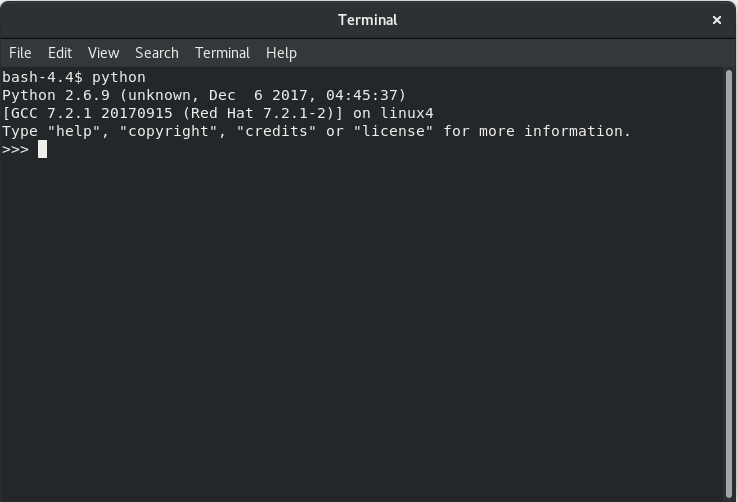 Terminal
File Edit View Search Terminal Help
bash-4.4$ python
Python 2.6.9 (unknown, Dec  6 2017, 04:45:37)
[GCC 7.2.1 20170915 (Red Hat 7.2.1-2)] on linux4
Type "help", "copyright", "credits" or "license" for more information.
>>>